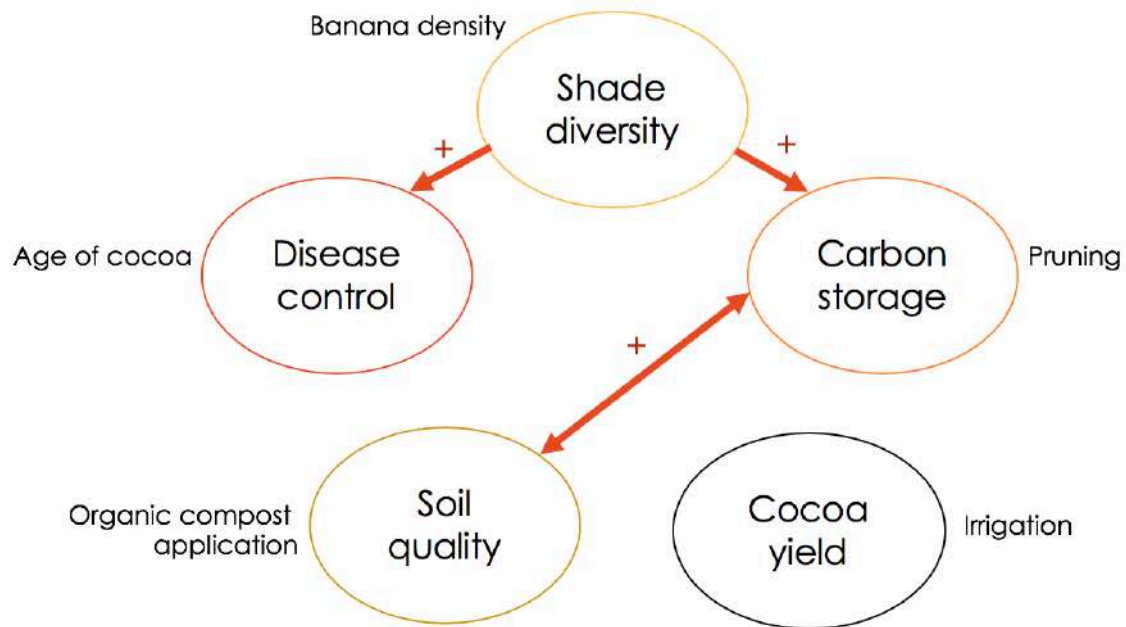 Banana density
Shade
diversity
+
+
Age of cocoa
Disease
control
Carbon
storage
Pruning
+
Organic compost
application
Soil
quality
Cocoa
yield
Irrigation